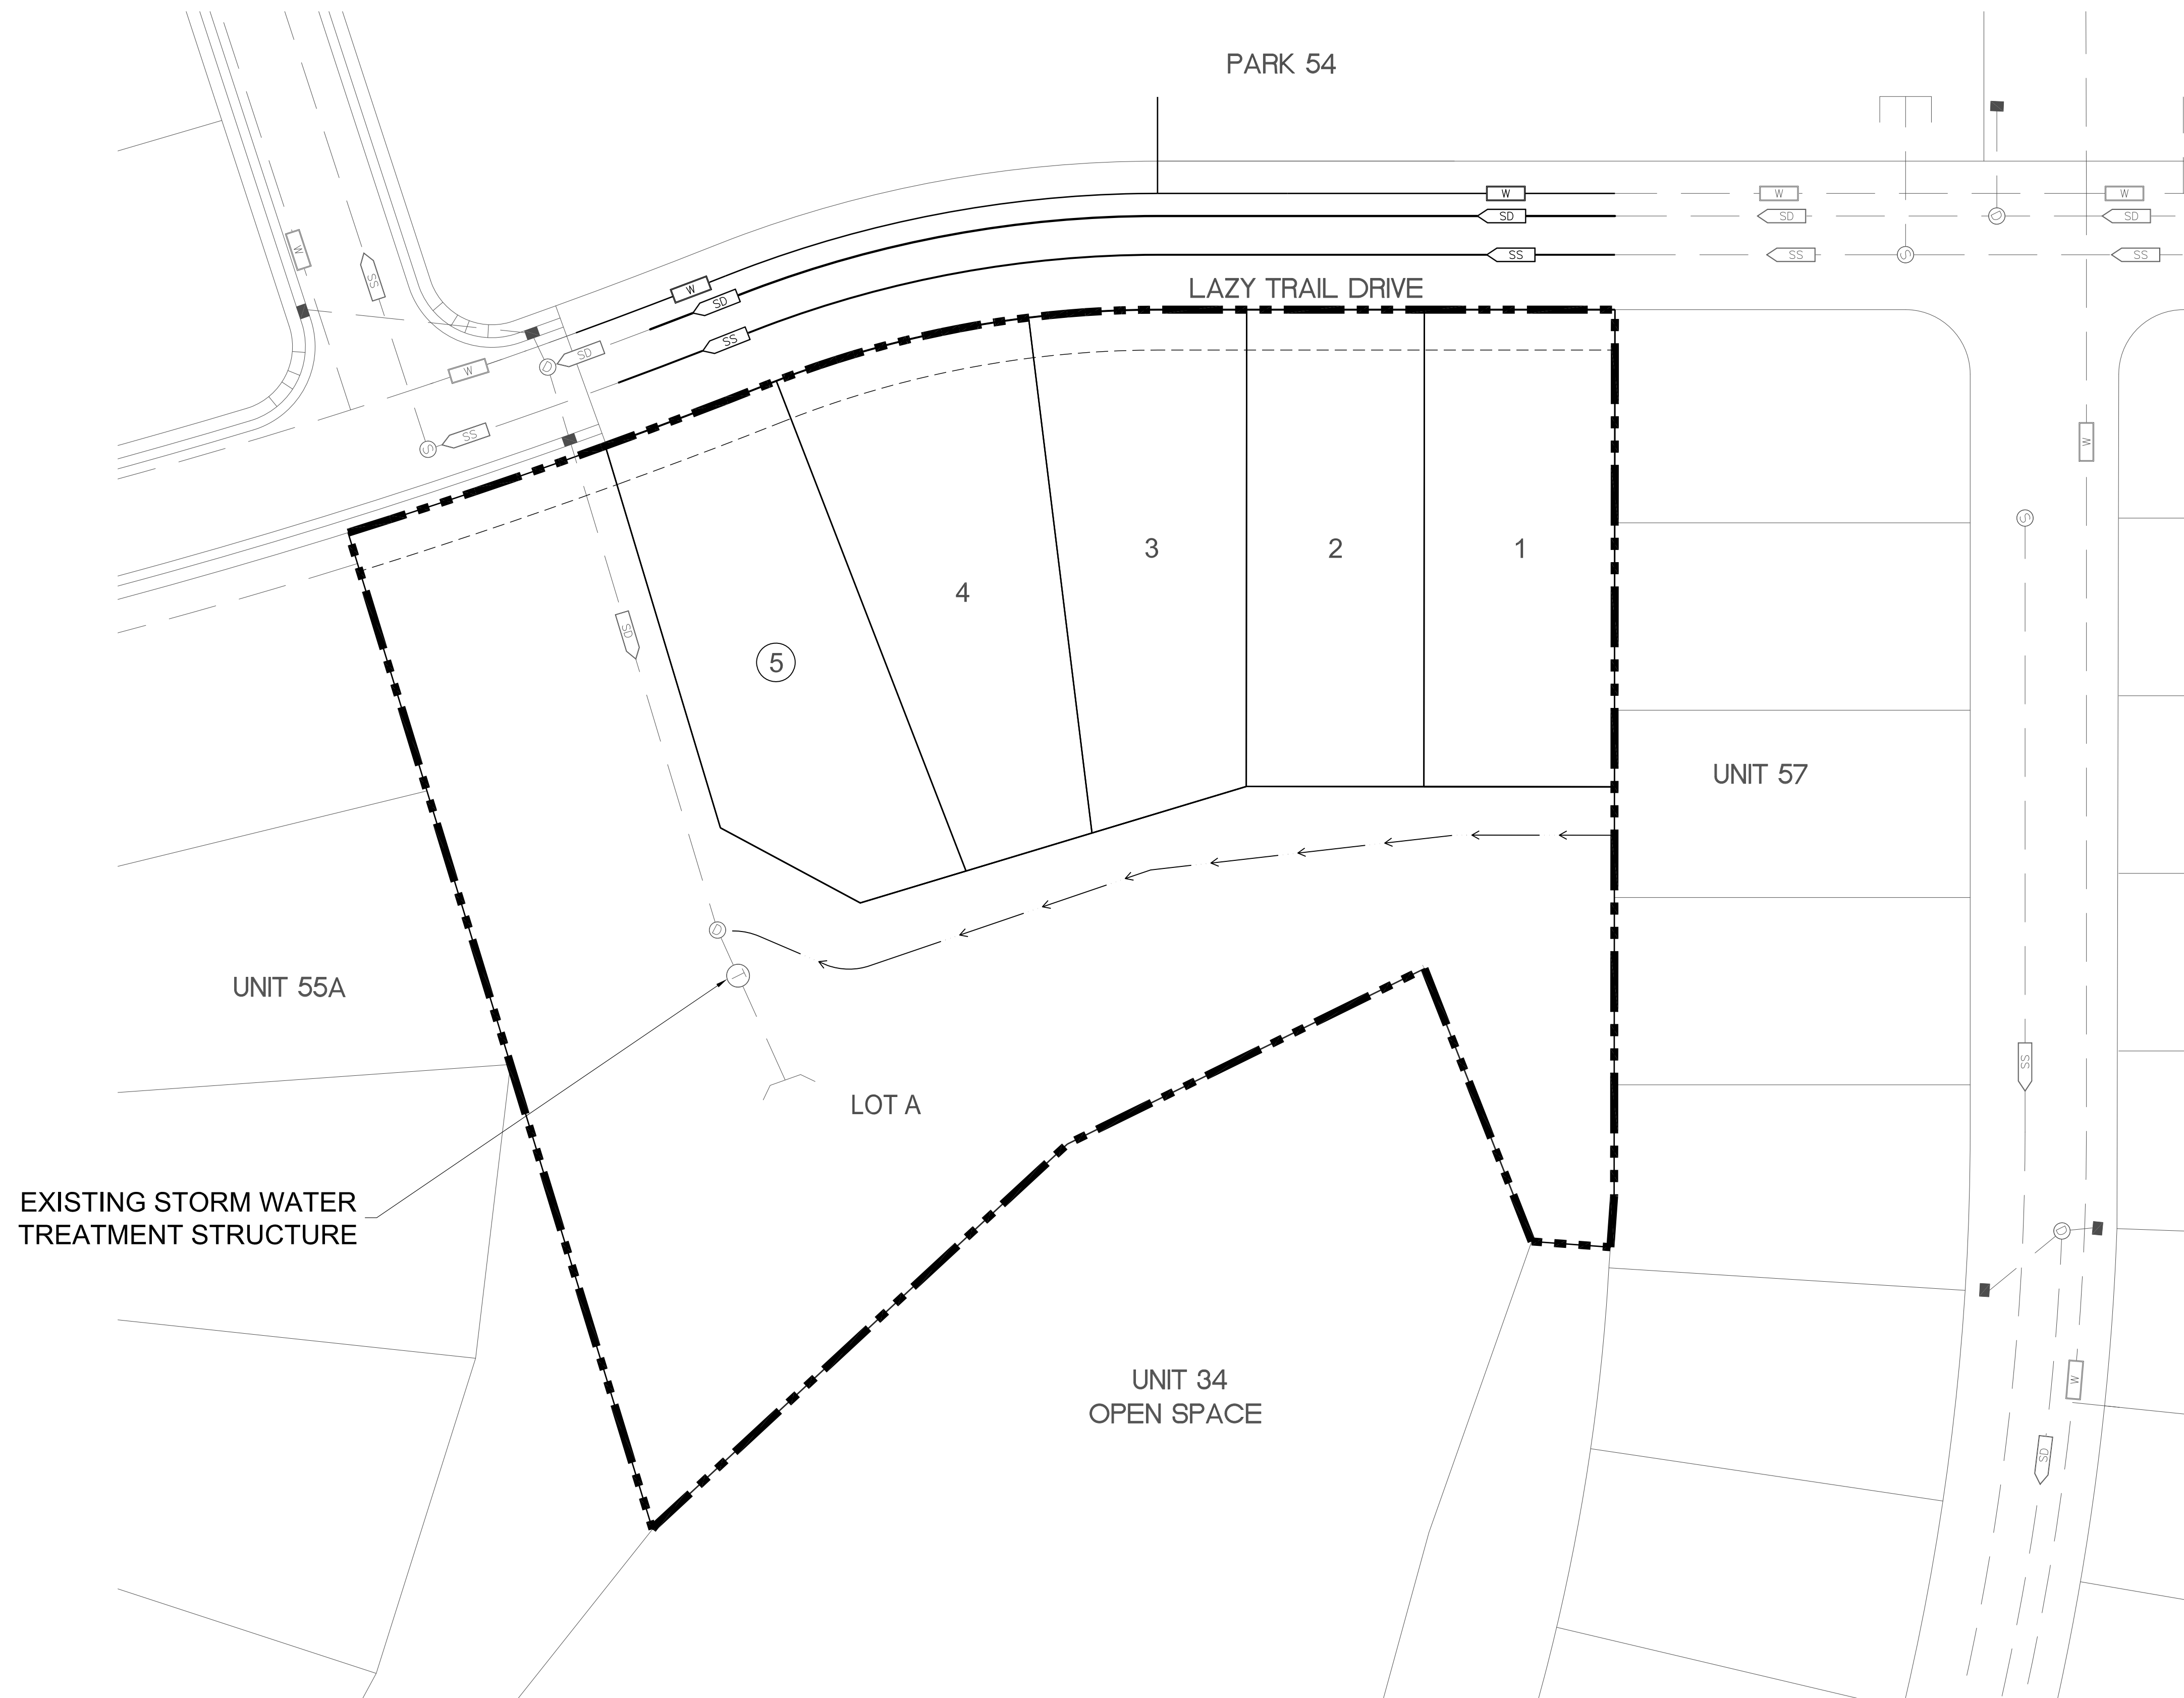 PARK 54
W
W
W
SD
SD
SD
SS
SS
SS
LAZY TRAIL DRIVE
W
SS
W
SD
SS
SD
W
SS
W
S
D
S
D
S
3
2
1
4
5
SD
UNIT 57
D
T
UNIT 55A
LOT A
SS
EXISTING STORM WATER
TREATMENT STRUCTURE
D
UNIT 34
OPEN SPACE
W
SD